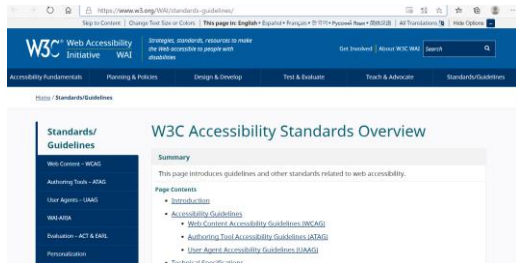 https://www.w3.org/WAI/standards-guidelines/
Skip to Content | Change Text Size or Colors | This page in: English • Español • Français •
All Translations | Hide Options
W3C® Web Accessibility Initiative WAI
Strategies, standards, resources to make
the Web accessible to people with
disabilities
Get Involved | About W3C WAI
Search
Accessibility Fundamentals
Planning & Policies
Design & Develop
Test & Evaluate
Teach & Advocate
Standards/Guidelines
Home / Standards/Guidelines
Standards/
Guidelines
Web Content – WCAG
Authoring Tools – ATAG
User Agents – UAAG
WAI-ARIA
Evaluation – ACT & EARL
Personalization
W3C Accessibility Standards Overview
Summary
This page introduces guidelines and other standards related to web accessibility.
Page Contents
• Introduction
• Accessibility Guidelines
• Web Content Accessibility Guidelines (WCAG)
• Authoring Tool Accessibility Guidelines (ATAG)
• User Agent Accessibility Guidelines (UAAG)
• Technical Specifications